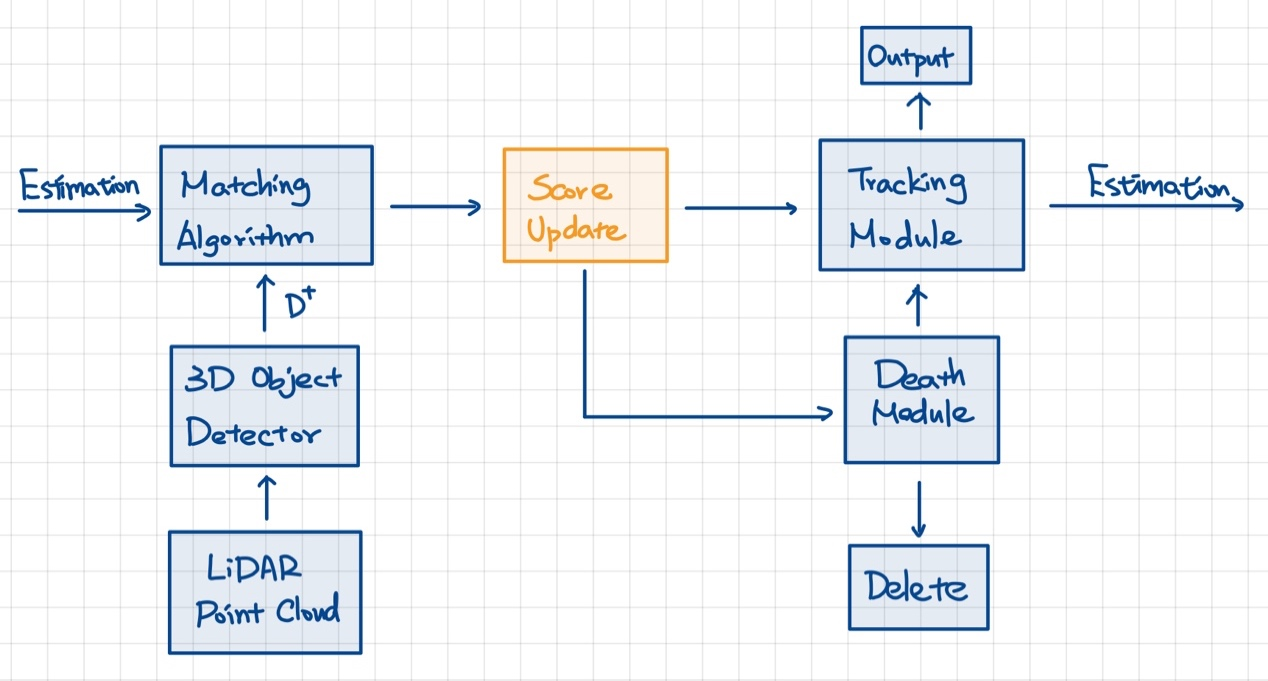 Output
Estimation
Matching
Algorithm
Score
Update
Tracking
Module
Estimation
D+
3D Object
Detector
Death
Module
LiDAR
Point Cloud
Delete